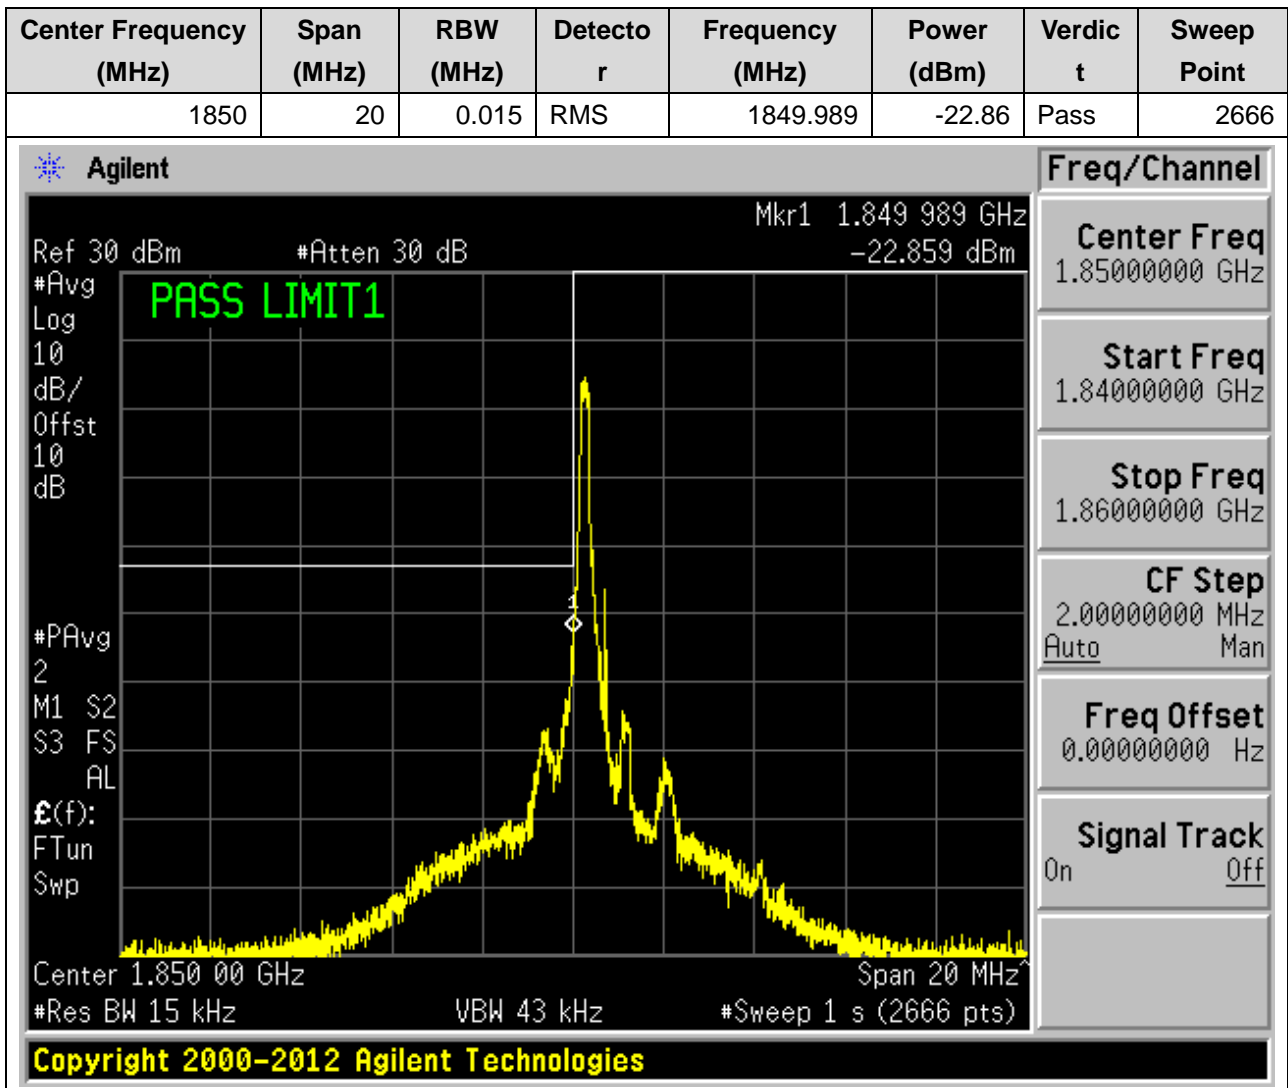 Center Frequency Span RBW Detecto Frequency Power Verdic Sweep
(MHz) (MHz) (MHz) r (MHz) (dBm) t Point
1850 20 0.015 RMS 1849.989 -22.86 Pass 2666
Agilent Freq/Channel
Mkr1 1.849 989 GHz
Ref 30 dBm #Atten 30 dB -22.859 dBm
#Avg
Log
10
dB/
Offst
10
dB
PASS LIMIT1
1
#PAvg
2
M1 S2
S3 FS
AL
£(f):
FTun
Swp
Center 1.850 00 GHz Span 20 MHz^
#Res BW 15 kHz VBW 43 kHz #Sweep 1 s (2666 pts)
Center Freq
1.85000000 GHz
Start Freq
1.84000000 GHz
Stop Freq
1.86000000 GHz
CF Step
2.00000000 MHz
Auto Man
Freq Offset
0.00000000 Hz
Signal Track
On Off
Copyright 2000-2012 Agilent Technologies